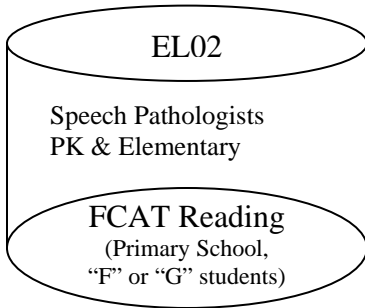 EL02
Speech Pathologists
PK & Elementary
FCAT Reading
(Primary School,
“F” or “G” students)